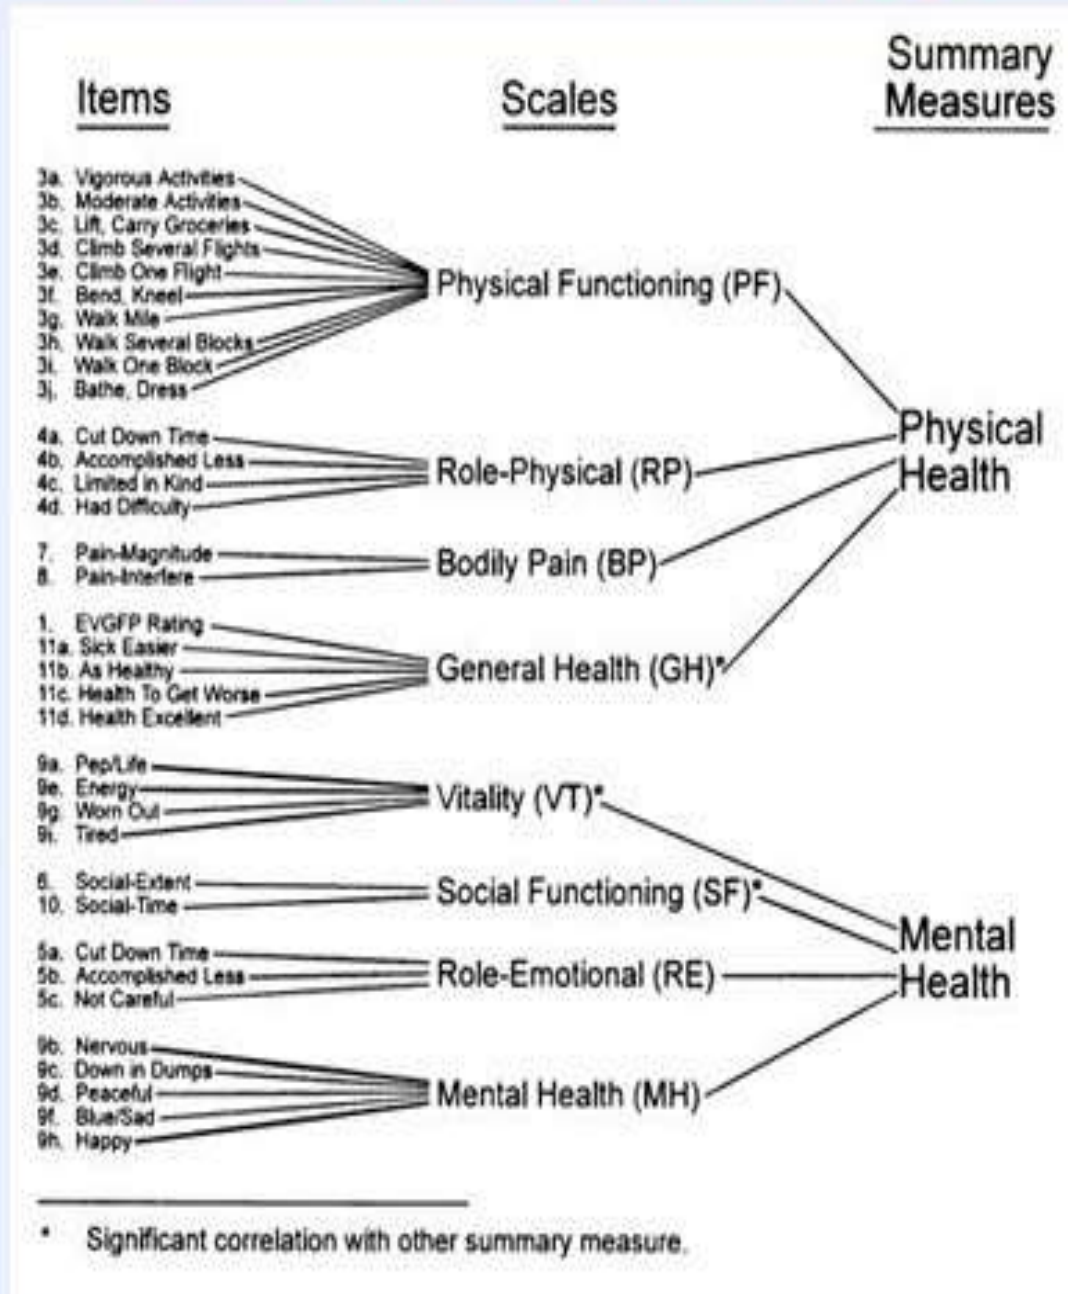 Items
Scales
Summary
Measures
3a. Vigorous Activities
3b. Moderate Activities
3c. Lift, Carry Groceries
3d. Climb Several Flights
3e. Climb One Flight
3f. Bend, Kneel
3g. Walk Mile
3h. Walk Several Blocks
3i. Walk One Block
3j. Bathe, Dress
Physical Functioning (PF)
4a. Cut Down Time
4b. Accomplished Less
4c. Limited in Kind
4d. Had Difficulty
Role-Physical (RP)
7. Pain-Magnitude
8. Pain-Interfere
Bodily Pain (BP)
1. EVGFP Rating
11a. Sick Easier
11b. As Healthy
11c. Health To Get Worse
11d. Health Excellent
General Health (GH)*
Physical
Health
9a. Pep/Life
9e. Energy
9g. Worn Out
9i. Tired
Vitality (VT)*
6. Social-Extent
10. Social-Time
Social Functioning (SF)*
5a. Cut Down Time
5b. Accomplished Less
5c. Not Careful
Role-Emotional (RE)
9b. Nervous
9c. Down in Dumps
9d. Peaceful
9f. Blue/Sad
9h. Happy
Mental Health (MH)
Mental
Health
* Significant correlation with other summary measure.